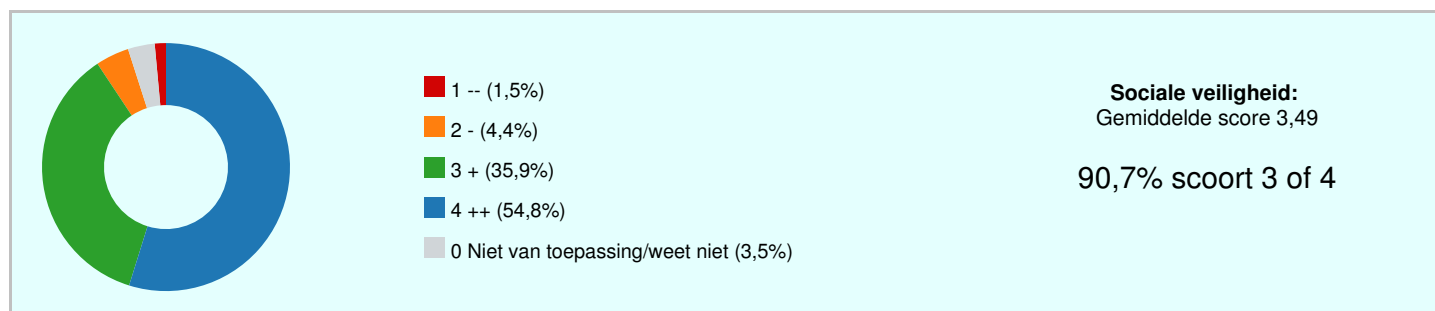 1 -- (1,5%)
2 - (4,4%)
3 + (35,9%)
4 ++ (54,8%)
0 Niet van toepassing/weet niet (3,5%)
Sociale veiligheid:
Gemiddelde score 3,49
90,7% scoort 3 of 4